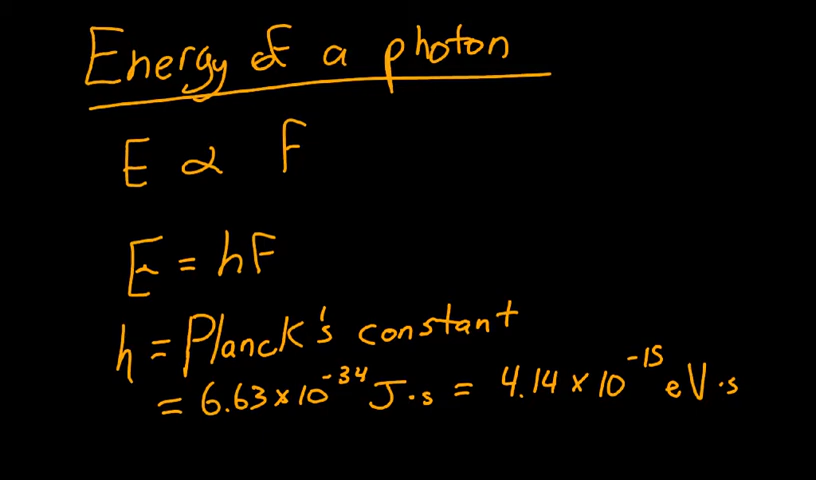 Energy of a photon
E ∝ F
E = hF
h = Planck's constant
= 6.63 × 10⁻³⁴ J·s = 4.14 × 10⁻¹⁵ eV·s